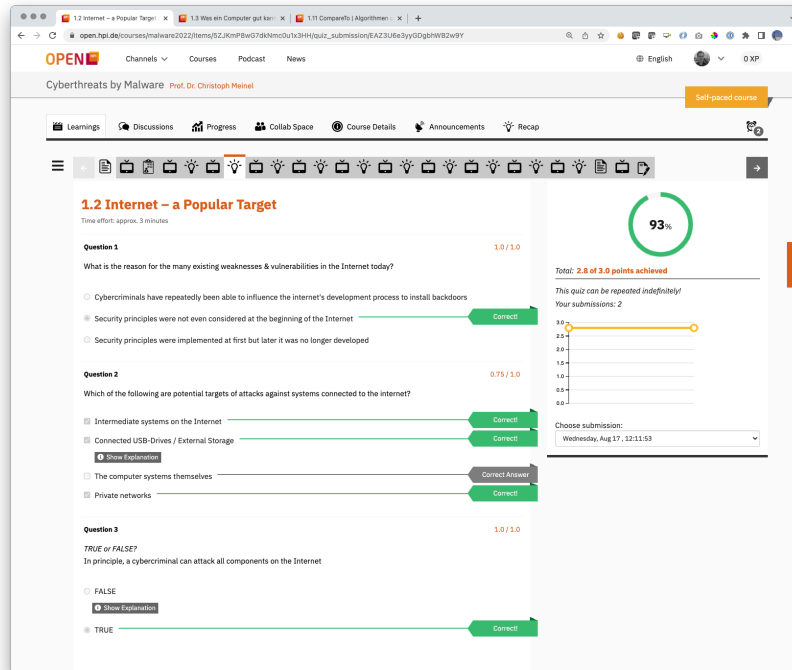 1.2 Internet – a Popular Target
1.3 Was ein Computer gut kann
1.11 CompareTo | Algorithmen u
open.hpi.de/courses/malware2022/items/5ZJKmP8wG7dkNmc0u1x3HH/quiz_submission/EAZ3U6e3yyGDgbhWB2w9Y
OPEN HPI
Channels
Courses
Podcast
News
English
0 XP
Cyberthreats by Malware Prof. Dr. Christoph Meinel
Self-paced course
Learnings
Discussions
Progress
Collab Space
Course Details
Announcements
Recap
2
1.2 Internet – a Popular Target
Time effort: approx. 3 minutes
Question 1
1.0 / 1.0
What is the reason for the many existing weaknesses & vulnerabilities in the Internet today?
Cybercriminals have repeatedly been able to influence the internet's development process to install backdoors
Security principles were not even considered at the beginning of the Internet
Correct!
Security principles were implemented at first but later it was no longer developed
Question 2
0.75 / 1.0
Which of the following are potential targets of attacks against systems connected to the internet?
Intermediate systems on the Internet
Correct!
Connected USB-Drives / External Storage
Correct!
Show Explanation
The computer systems themselves
Correct Answer
Private networks
Correct!
Question 3
1.0 / 1.0
TRUE or FALSE?
In principle, a cybercriminal can attack all components on the Internet
FALSE
Show Explanation
TRUE
Correct!
93%
Total: 2.8 of 3.0 points achieved
This quiz can be repeated indefinitely!
Your submissions: 2
3.0
2.5
2.0
1.5
1.0
0.5
0.0
Choose submission:
Wednesday, Aug 17 , 12:11:53